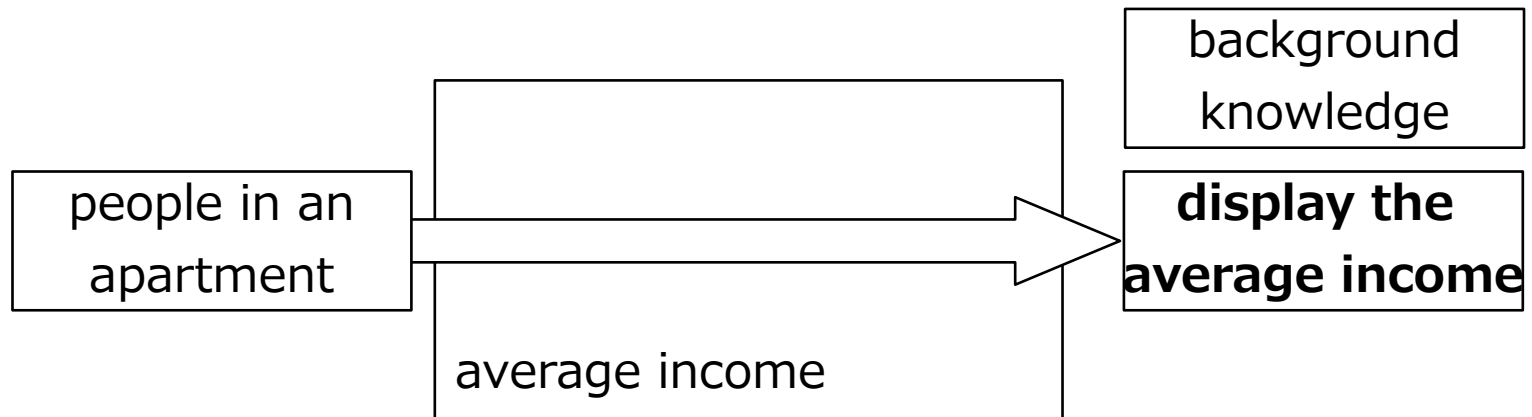 background
knowledge
people in an
apartment
display the
average income
average income